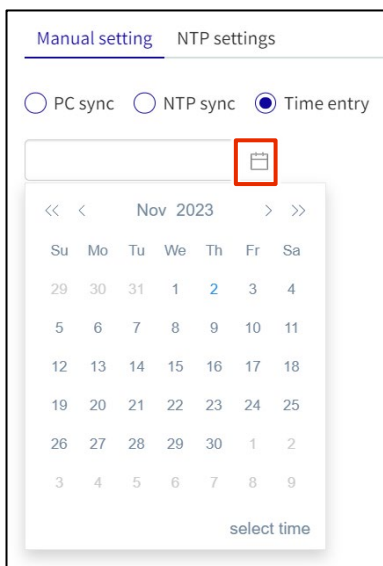 Manual setting NTP settings
PC sync NTP sync Time entry
<< < Nov 2023 > >>
Su Mo Tu We Th Fr Sa
29 30 31 1 2 3 4
5 6 7 8 9 10 11
12 13 14 15 16 17 18
19 20 21 22 23 24 25
26 27 28 29 30 1 2
3 4 5 6 7 8 9
select time